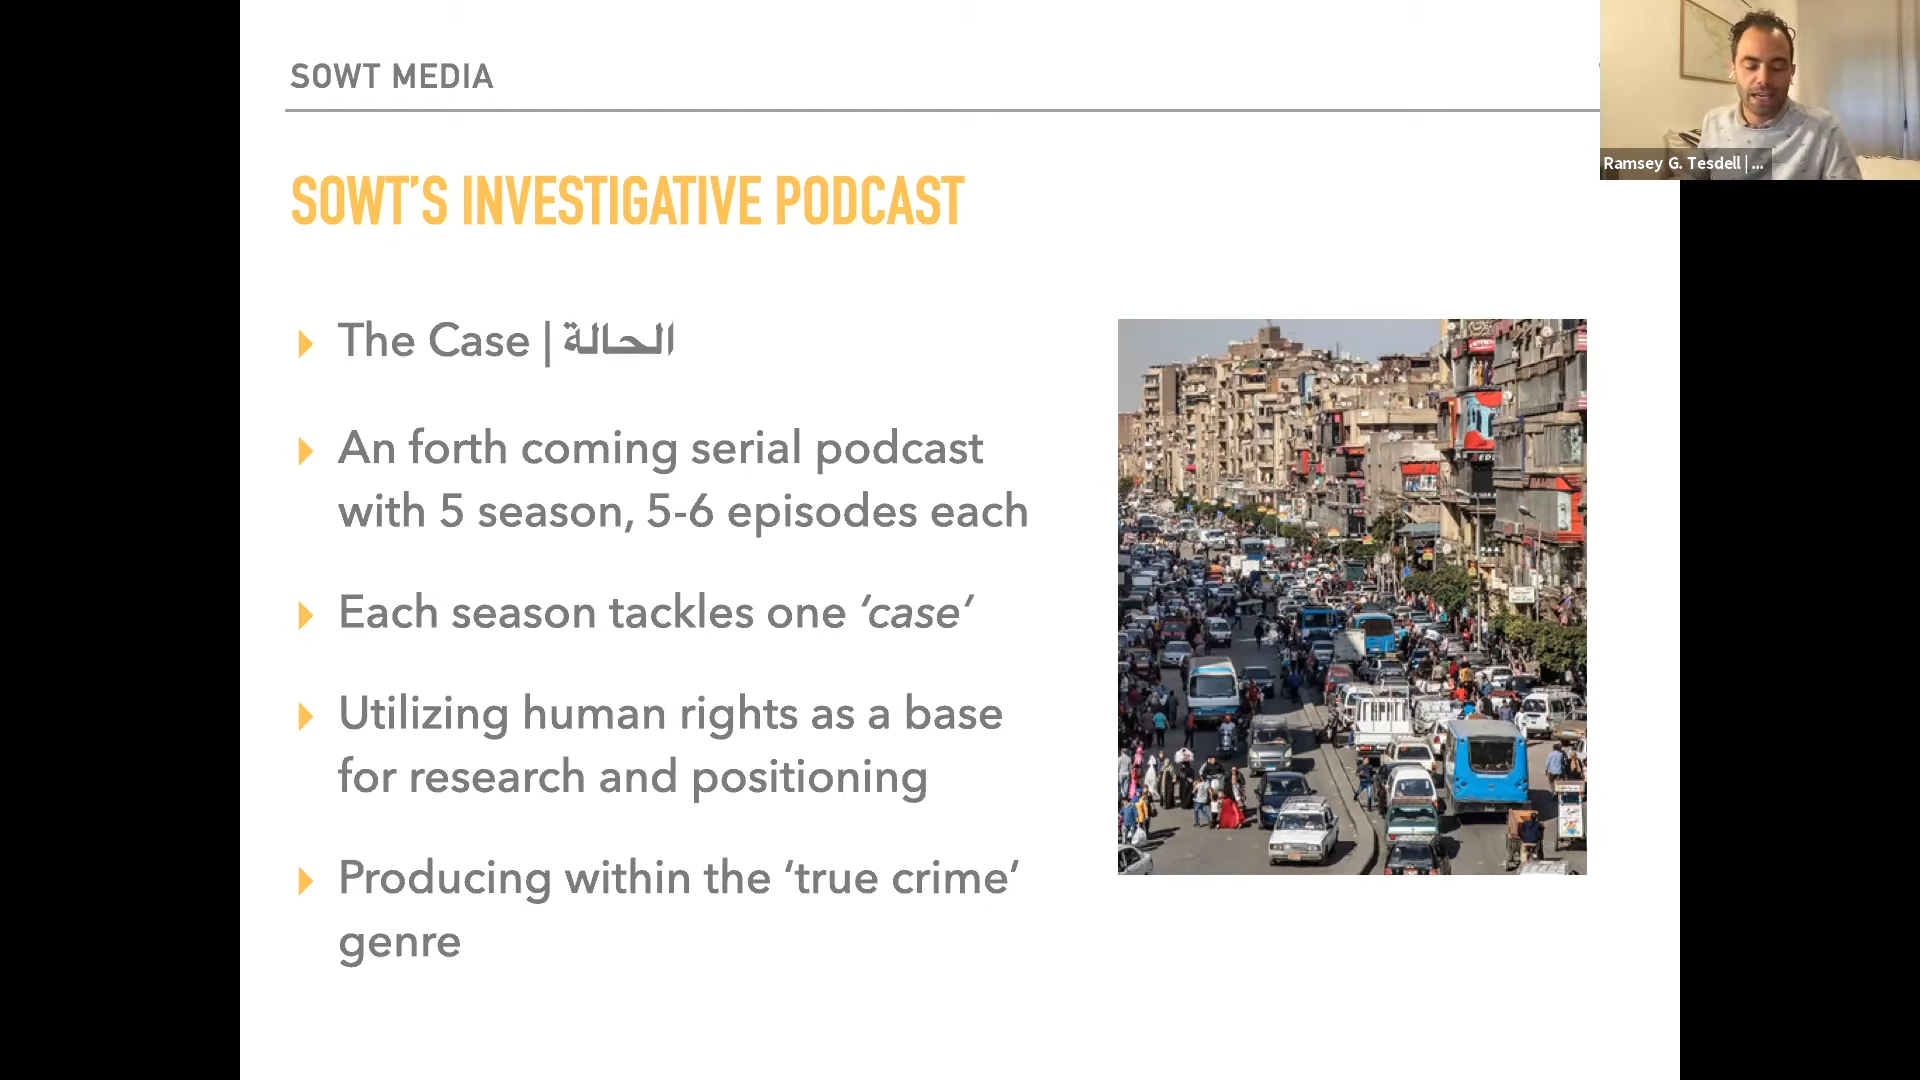 SOWT MEDIA
Ramsey G. Tesdell | ...
SOWT'S INVESTIGATIVE PODCAST
The Case | الحالة
An forth coming serial podcast
with 5 season, 5-6 episodes each
Each season tackles one ’case’
Utilizing human rights as a base
for research and positioning
Producing within the ‘true crime’
genre